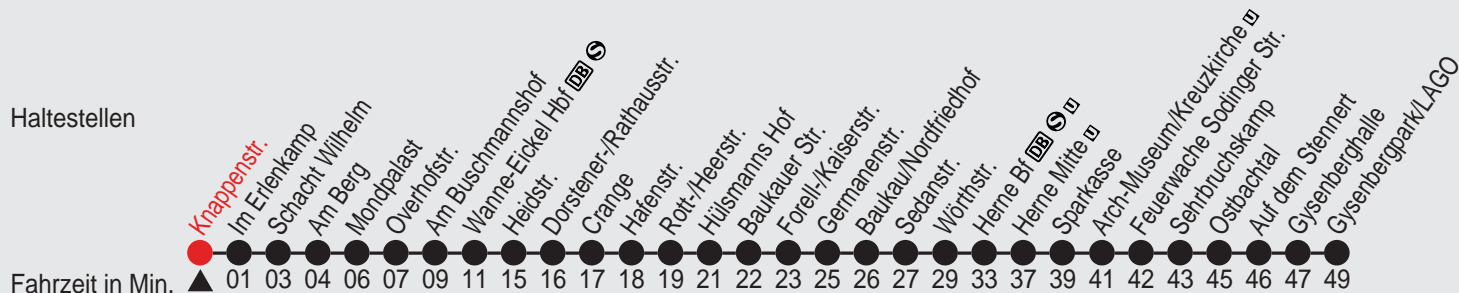 Haltestellen
Knappenstr.
Im Erlenkamp
Schacht Wilhelm
Am Berg
Mondpalast
Overhofstr.
Am Buschmannshof
Wanne-Eickel Hbf DB S
Heidstr.
Dorstener-/Rathausstr.
Crange
Hafenstr.
Rott-/Heerstr.
Hülsmanns Hof
Baukauer Str.
Forell-/Kaiserstr.
Germanenstr.
Baukau/Nordfriedhof
Sedanstr.
Wörthstr.
Herne Bf DB S U
Herne Mitte U
Sparkasse
Arch-Museum/Kreuzkirche U
Feuerwache Sodinger Str.
Sehrbruchskamp
Ostbachtal
Auf dem Stennert
Gysenberghalle
Gysenbergpark/LAGO
Fahrzeit in Min. 01 03 04 06 07 09 11 15 16 17 18 19 21 22 23 25 26 27 29 33 37 39 41 42 43 45 46 47 49